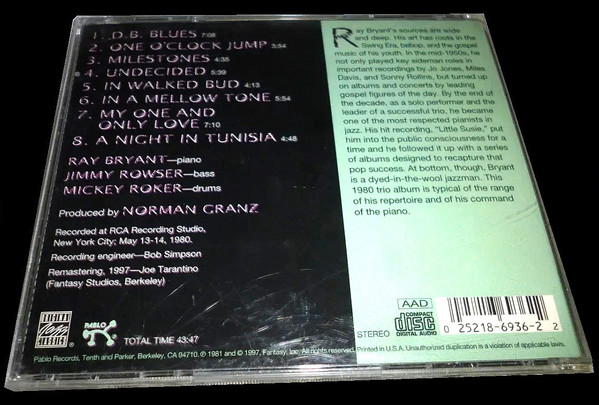 1. D.B. BLUES 7:08
2. ONE O'CLOCK JUMP 3:54
3. MILESTONES 4:35
4. UNDECIDED 5:39
5. IN WALKED BUD 4:13
6. IN A MELLOW TONE 5:54
7. MY ONE AND
ONLY LOVE 7:10
8. A NIGHT IN TUNISIA 4:48
RAY BRYANT—piano
JIMMY ROWSER—bass
MICKEY ROKER—drums
Produced by NORMAN GRANZ
Recorded at RCA Recording Studio,
New York City; May 13-14, 1980.
Recording engineer—Bob Simpson
Remastering, 1997—Joe Tarantino
(Fantasy Studios, Berkeley)
ORIGINAL
Jazz
CLASSICS
PABLO
TOTAL TIME 43:47
Ray Bryant's sources are wide
and deep. His art has roots in the
Swing Era, bebop, and the gospel
music of his youth. In the mid-1950s, he
not only played key sideman roles in
important recordings by Jo Jones, Miles
Davis, and Sonny Rollins, but turned up
on albums and concerts by leading
gospel figures of the day. By the end of
the decade, as a solo performer and the
leader of a successful trio, he became
one of the most respected pianists in
jazz. His hit recording, "Little Susie," put
him into the public consciousness for a
time and he followed it up with a series
of albums designed to recapture that
pop success. At bottom, though, Bryant
is a dyed-in-the-wool jazzman. This
1980 trio album is typical of the range
of his repertoire and of his command
of the piano.
STEREO
AAD
COMPACT
disc
DIGITAL AUDIO
0 25218-6936-2 2
Pablo Records, Tenth and Parker, Berkeley, CA 94710. ℗ 1981 and © 1997, Fantasy, Inc. All rights reserved. Printed in U.S.A. Unauthorized duplication is a violation of applicable laws.